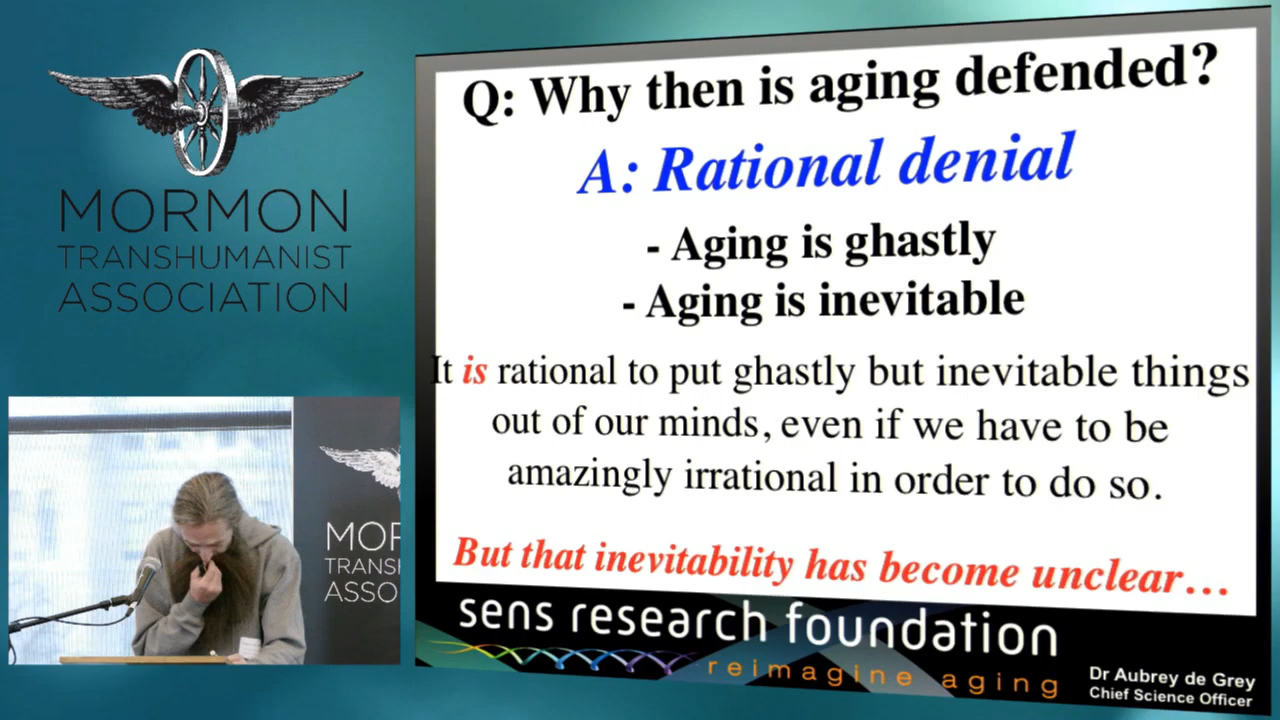 MORMON
TRANSHUMANIST
ASSOCIATION
Q: Why then is aging defended?
A: Rational denial
- Aging is ghastly
- Aging is inevitable
It is rational to put ghastly but inevitable things
out of our minds, even if we have to be
amazingly irrational in order to do so.
But that inevitability has become unclear…
sens research foundation
reimagine aging
Dr Aubrey de Grey
Chief Science Officer
MOR
TRANS
ASSO